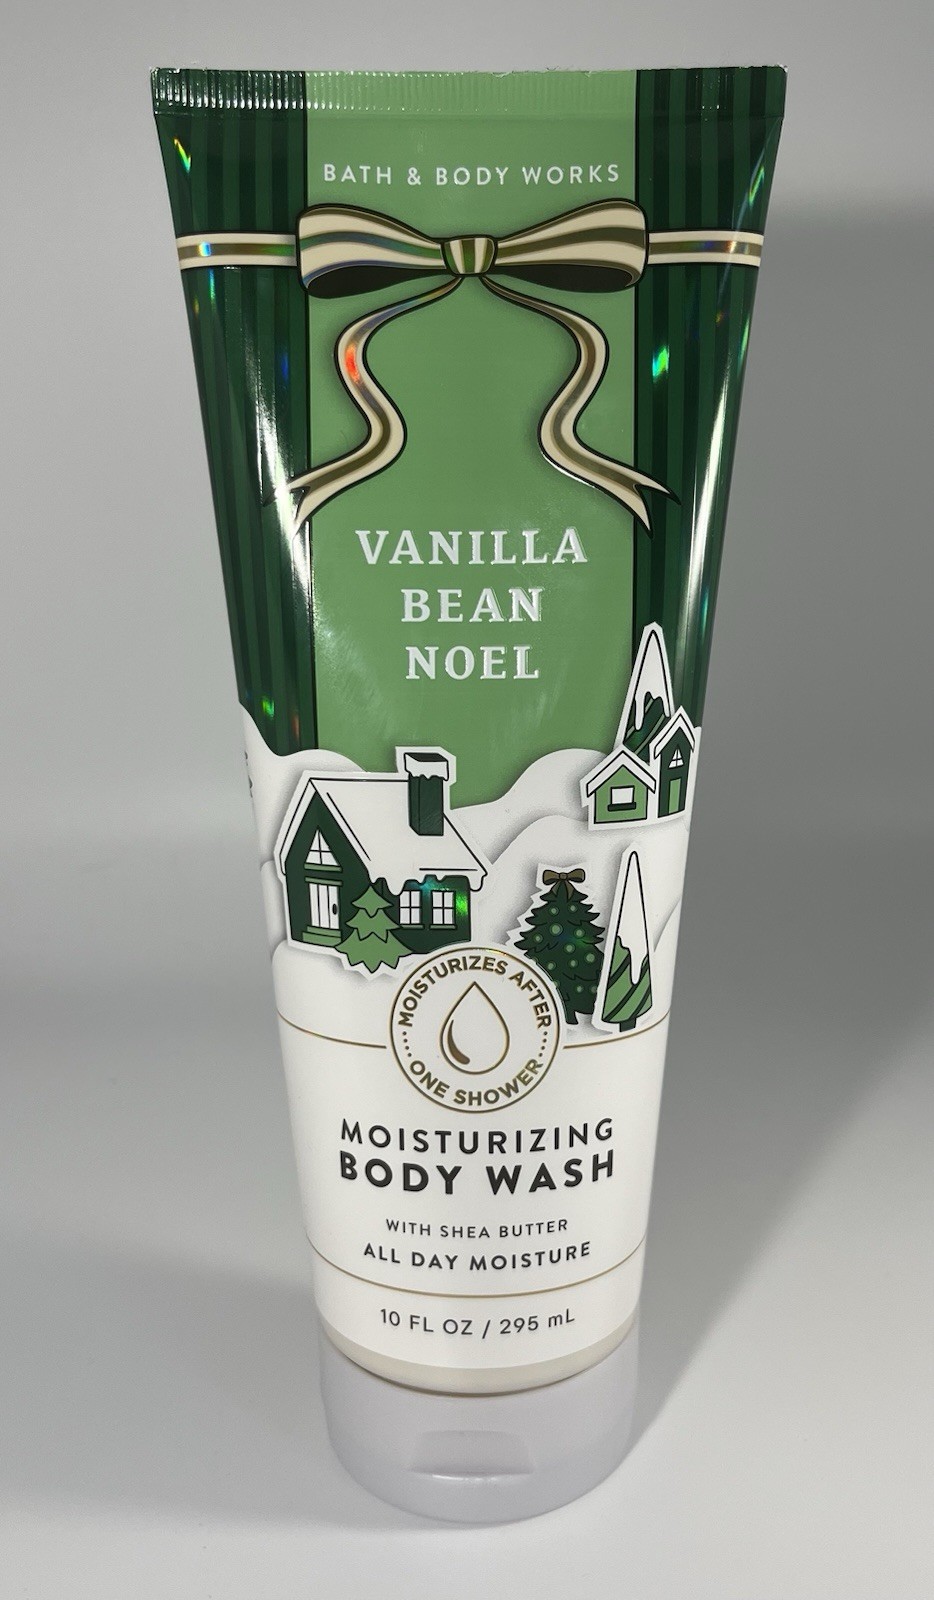 BATH & BODY WORKS
VANILLA
BEAN
NOEL
MOISTURIZES AFTER
ONE SHOWER
MOISTURIZING
BODY WASH
WITH SHEA BUTTER
ALL DAY MOISTURE
10 FL OZ / 295 mL